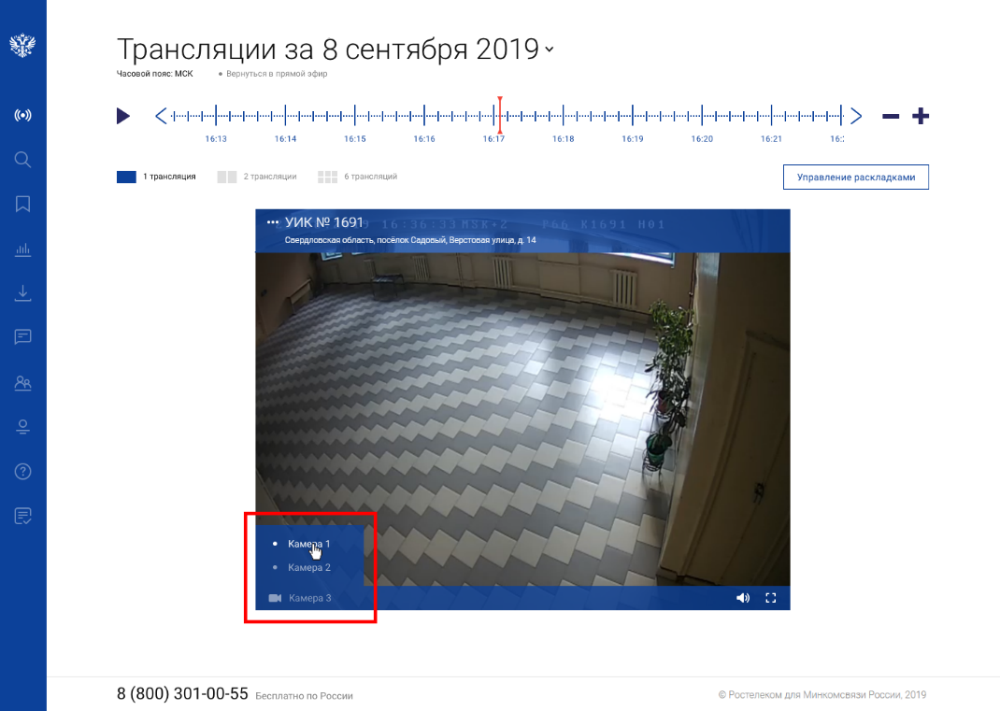 Трансляции за 8 сентября 2019
Часовой пояс: МСК
Вернуться в прямой эфир
16:13 16:14 16:15 16:16 16:17 16:18 16:19 16:20 16:21 16:
1 трансляция 2 трансляции 6 трансляций
Управление раскладками
16:36:33 MSK+2 P66 K1691 H01
УИК № 1691
Свердловская область, посёлок Садовый, Верстовая улица, д. 14
Камера 1
Камера 2
Камера 3
8 (800) 301-00-55 Бесплатно по России
© Ростелеком для Минкомсвязи России, 2019